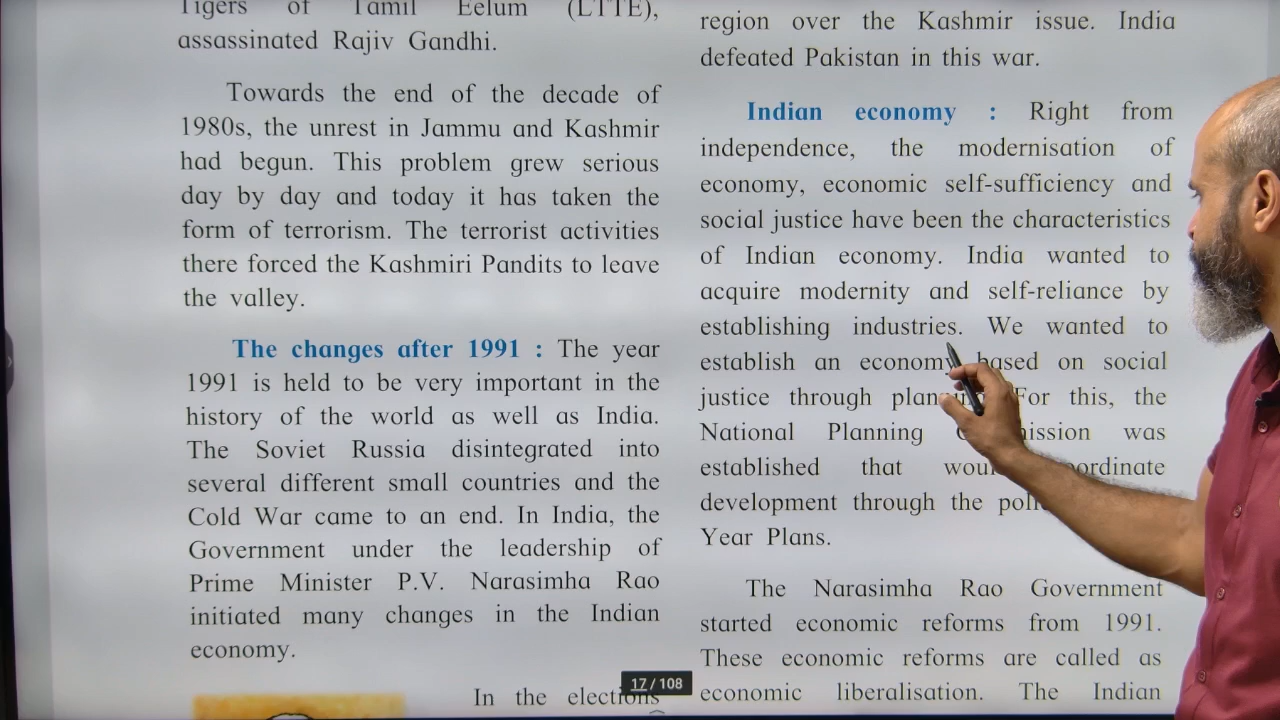 Tigers of Tamil Eelum (LTTE),
assassinated Rajiv Gandhi.
Towards the end of the decade of
1980s, the unrest in Jammu and Kashmir
had begun. This problem grew serious
day by day and today it has taken the
form of terrorism. The terrorist activities
there forced the Kashmiri Pandits to leave
the valley.
The changes after 1991 : The year
1991 is held to be very important in the
history of the world as well as India.
The Soviet Russia disintegrated into
several different small countries and the
Cold War came to an end. In India, the
Government under the leadership of
Prime Minister P.V. Narasimha Rao
initiated many changes in the Indian
economy.
In the elections
region over the Kashmir issue. India
defeated Pakistan in this war.
Indian economy : Right from
independence, the modernisation of
economy, economic self-sufficiency and
social justice have been the characteristics
of Indian economy. India wanted to
acquire modernity and self-reliance by
establishing industries. We wanted to
establish an economy based on social
justice through For this, the
National Planning was
established that
development through the
Year Plans.
The Narasimha Rao Government
started economic reforms from 1991.
These economic reforms are called as
economic liberalisation. The Indian
17 / 108